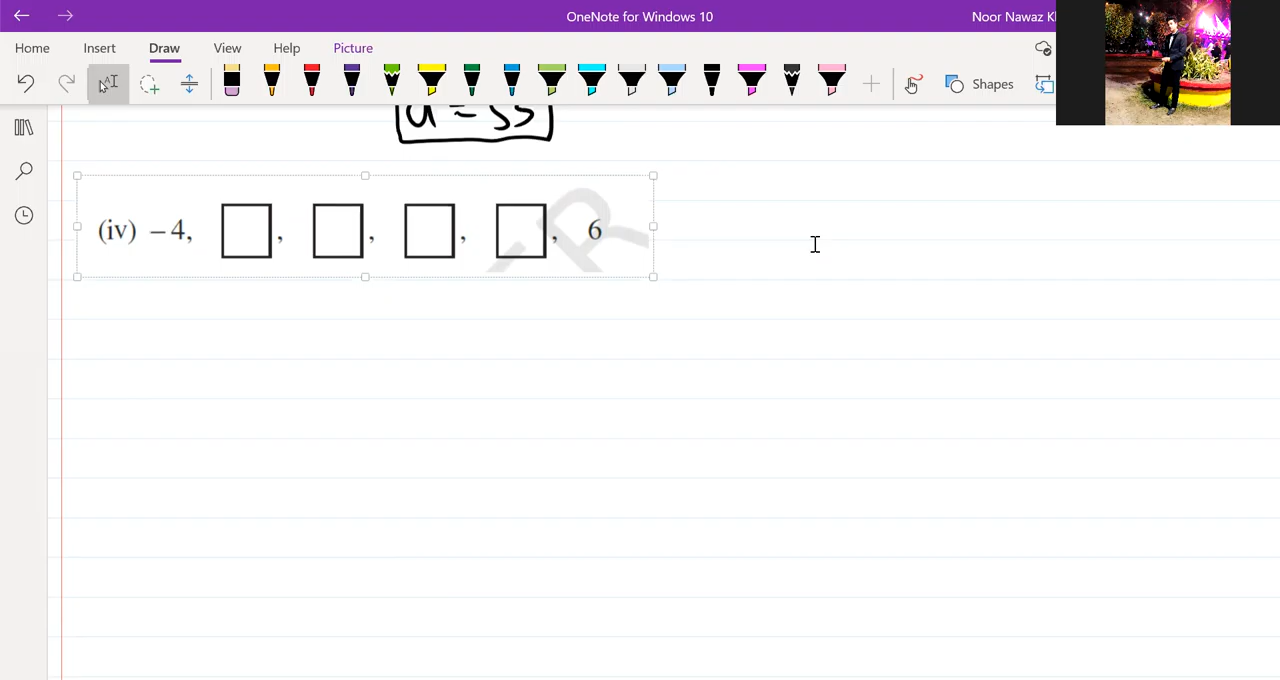 OneNote for Windows 10
Noor Nawaz
Home Insert Draw View Help Picture
Shapes
(iv) – 4, , , , , 6